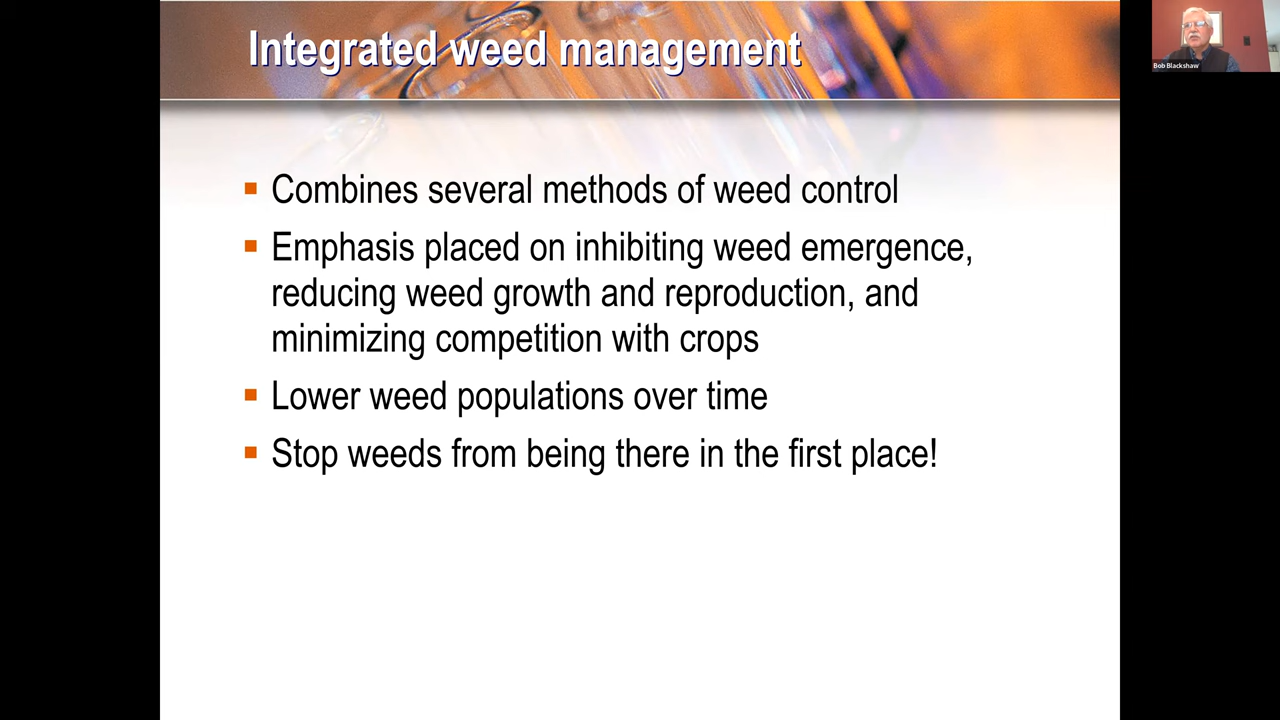 Integrated weed management
Bob Blackshaw
Combines several methods of weed control
Emphasis placed on inhibiting weed emergence,
reducing weed growth and reproduction, and
minimizing competition with crops
Lower weed populations over time
Stop weeds from being there in the first place!